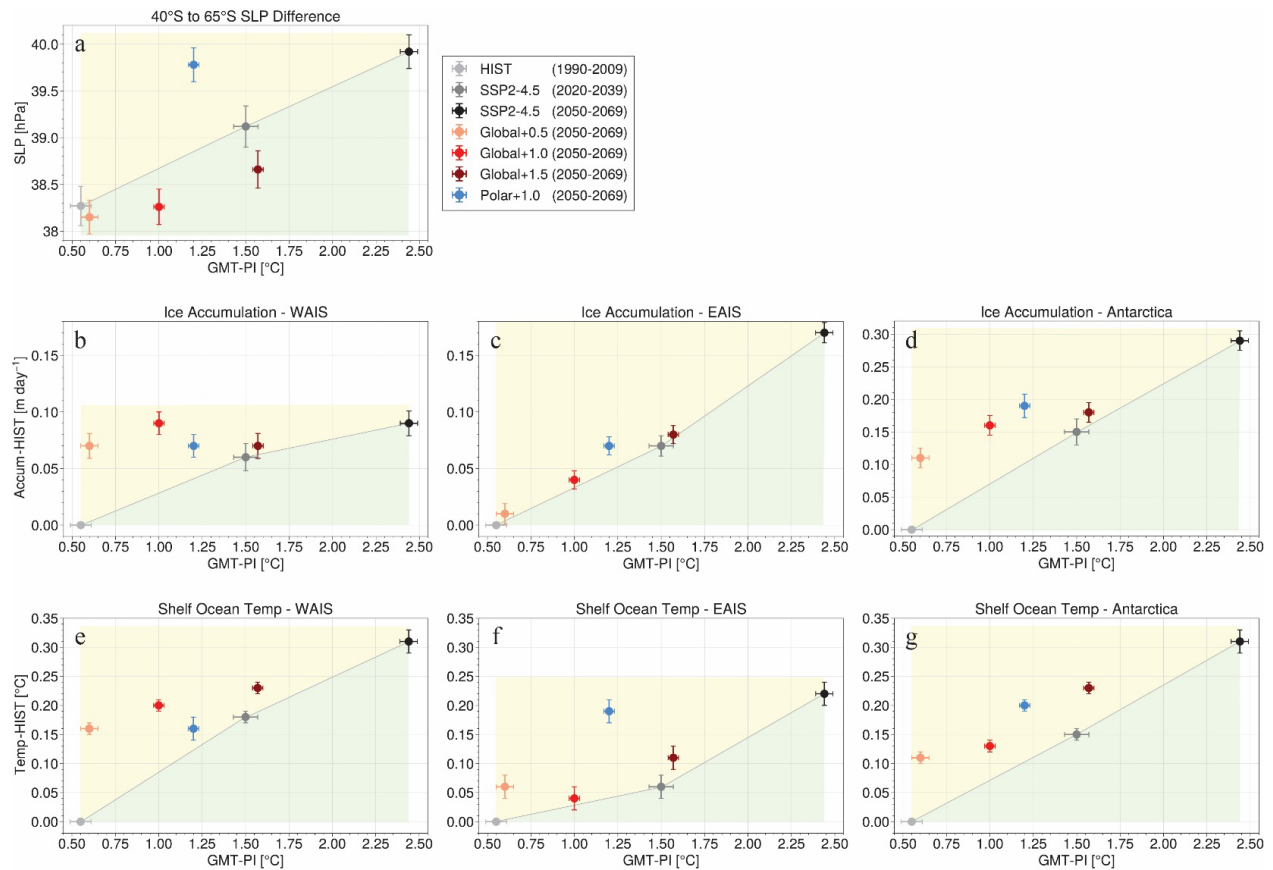 40°S to 65°S SLP Difference
a
SLP [hPa]
40.0
39.5
39.0
38.5
38
0.50 0.75 1.00 1.25 1.50 1.75 2.00 2.25 2.50
GMT-PI [°C]
HIST (1990-2009)
SSP2-4.5 (2020-2039)
SSP2-4.5 (2050-2069)
Global+0.5 (2050-2069)
Global+1.0 (2050-2069)
Global+1.5 (2050-2069)
Polar+1.0 (2050-2069)
Ice Accumulation - WAIS
b
Accum-HIST [m day⁻¹]
0.15
0.10
0.05
0.00
0.50 0.75 1.00 1.25 1.50 1.75 2.00 2.25 2.50
GMT-PI [°C]
Ice Accumulation - EAIS
c
0.15
0.10
0.05
0.00
0.50 0.75 1.00 1.25 1.50 1.75 2.00 2.25 2.50
GMT-PI [°C]
Ice Accumulation - Antarctica
d
0.30
0.25
0.20
0.15
0.10
0.05
0.00
0.50 0.75 1.00 1.25 1.50 1.75 2.00 2.25 2.50
GMT-PI [°C]
Shelf Ocean Temp - WAIS
e
Temp-HIST [°C]
0.35
0.30
0.25
0.20
0.15
0.10
0.05
0.00
0.50 0.75 1.00 1.25 1.50 1.75 2.00 2.25 2.50
GMT-PI [°C]
Shelf Ocean Temp - EAIS
f
0.35
0.30
0.25
0.20
0.15
0.10
0.05
0.00
0.50 0.75 1.00 1.25 1.50 1.75 2.00 2.25 2.50
GMT-PI [°C]
Shelf Ocean Temp - Antarctica
g
0.35
0.30
0.25
0.20
0.15
0.10
0.05
0.00
0.50 0.75 1.00 1.25 1.50 1.75 2.00 2.25 2.50
GMT-PI [°C]